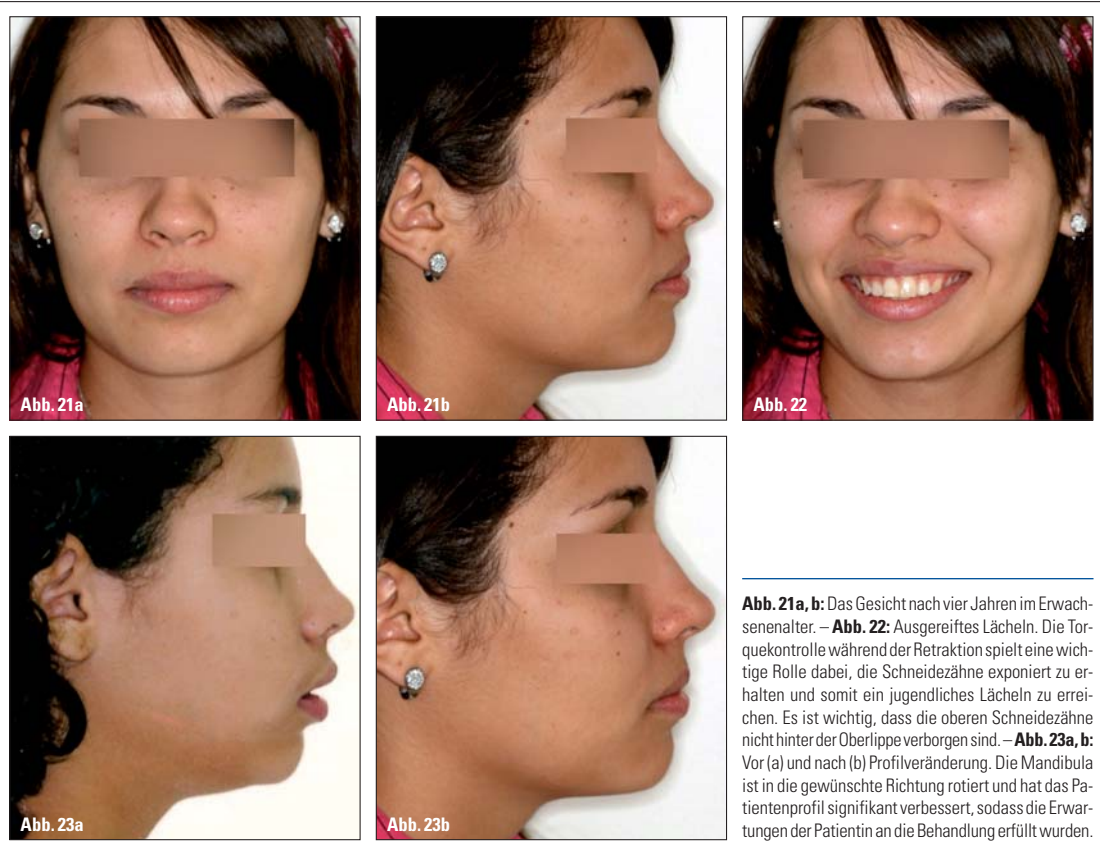 Abb. 21a
Abb. 21b
Abb. 22
Abb. 23a
Abb. 23b
Abb. 21a, b: Das Gesicht nach vier Jahren im Erwach-
senenalter. – Abb. 22: Ausgereiftes Lächeln. Die Tor-
quekontrolle während der Retraktion spielt eine wich-
tige Rolle dabei, die Schneidezähne exponiert zu er-
halten und somit ein jugendliches Lächeln zu errei-
chen. Es ist wichtig, dass die oberen Schneidezähne
nicht hinter der Oberlippe verborgen sind. – Abb. 23a, b:
Vor (a) und nach (b) Profilveränderung. Die Mandibula
ist in die gewünschte Richtung rotiert und hat das Pa-
tientenprofil signifikant verbessert, sodass die Erwar-
tungen der Patientin an die Behandlung erfüllt wurden.